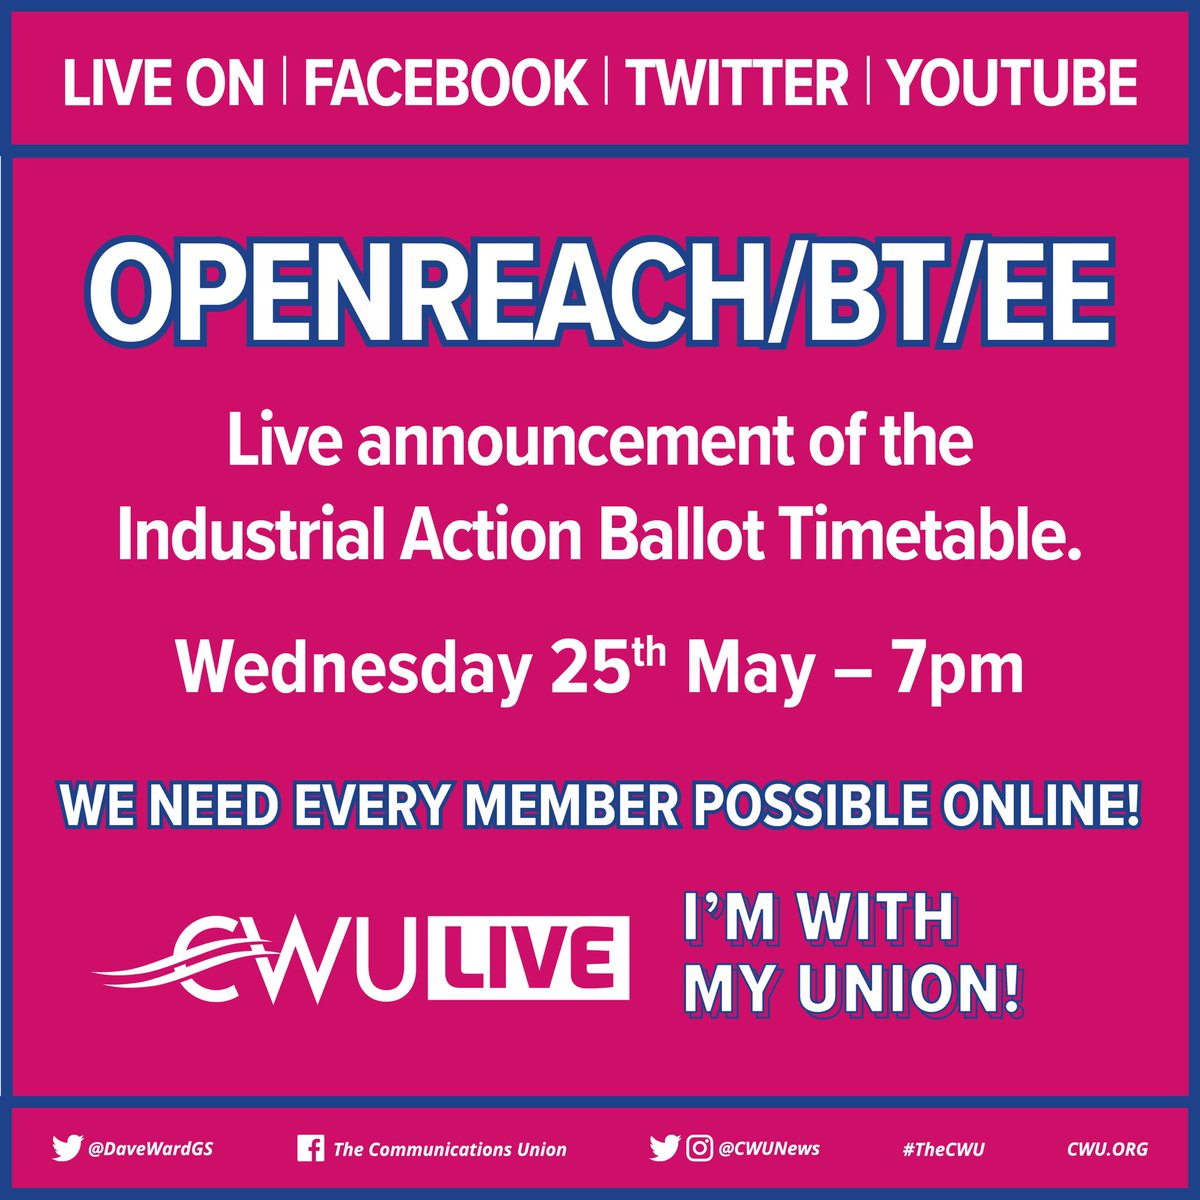 LIVE ON | FACEBOOK | TWITTER | YOUTUBE
OPENREACH/BT/EE
Live announcement of the
Industrial Action Ballot Timetable.
Wednesday 25th May – 7pm
WE NEED EVERY MEMBER POSSIBLE ONLINE!
CWU LIVE
I'M WITH
MY UNION!
@DaveWardGS The Communications Union @CWUNews #TheCWU CWU.ORG